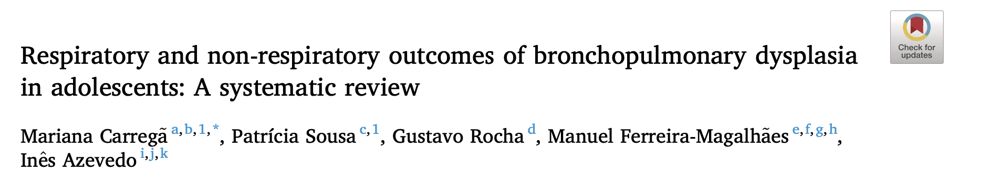 Check for
updates
Respiratory and non-respiratory outcomes of bronchopulmonary dysplasia
in adolescents: A systematic review
Mariana Carregã a,b,1,*, Patrícia Sousa c,1, Gustavo Rocha d, Manuel Ferreira-Magalhães e,f,g,h,
Inês Azevedo i,j,k